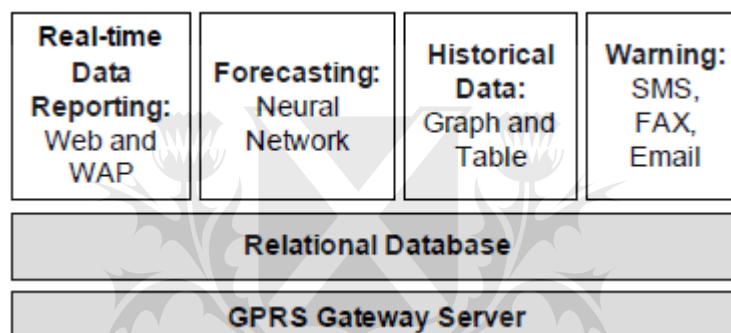 Real-time
Data
Reporting:
Web and
WAP
Forecasting:
Neural
Network
Historical
Data:
Graph and
Table
Warning:
SMS,
FAX,
Email
Relational Database
GPRS Gateway Server